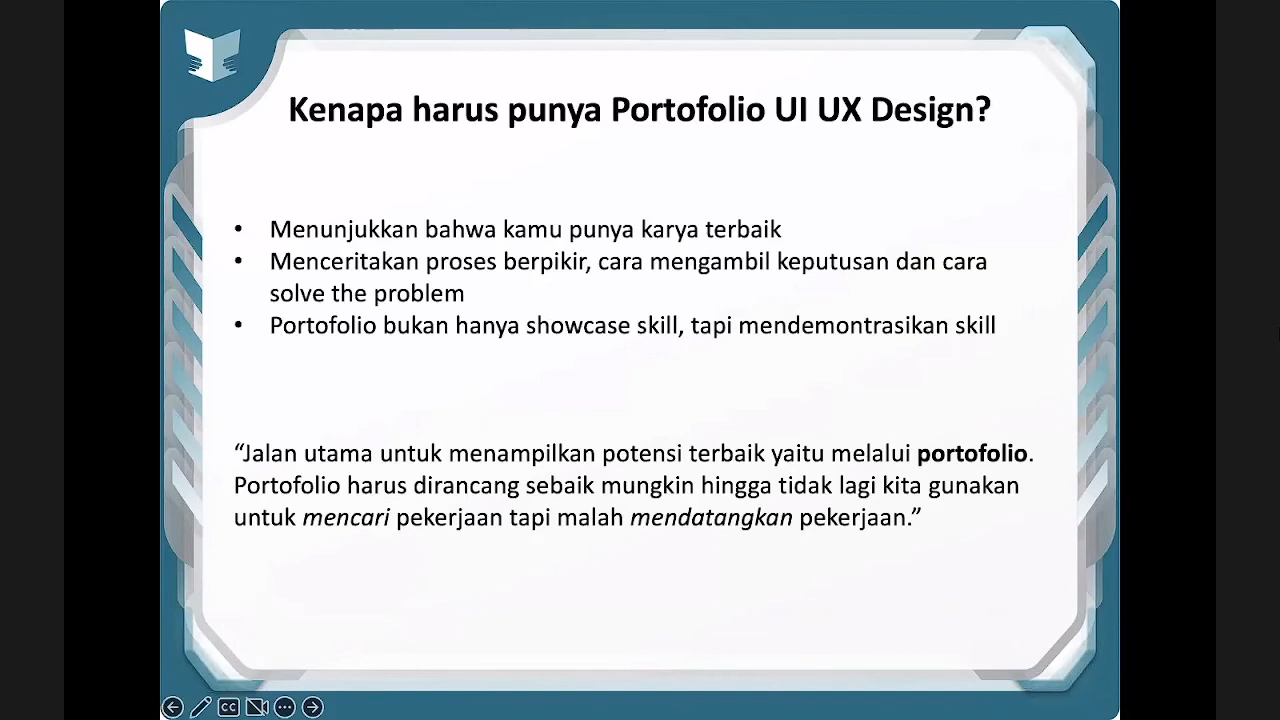 Kenapa harus punya Portofolio UI UX Design?
• Menunjukkan bahwa kamu punya karya terbaik
• Menceritakan proses berpikir, cara mengambil keputusan dan cara
solve the problem
• Portofolio bukan hanya showcase skill, tapi mendemontrasikan skill
“Jalan utama untuk menampilkan potensi terbaik yaitu melalui portofolio.
Portofolio harus dirancang sebaik mungkin hingga tidak lagi kita gunakan
untuk mencari pekerjaan tapi malah mendatangkan pekerjaan.”
CC